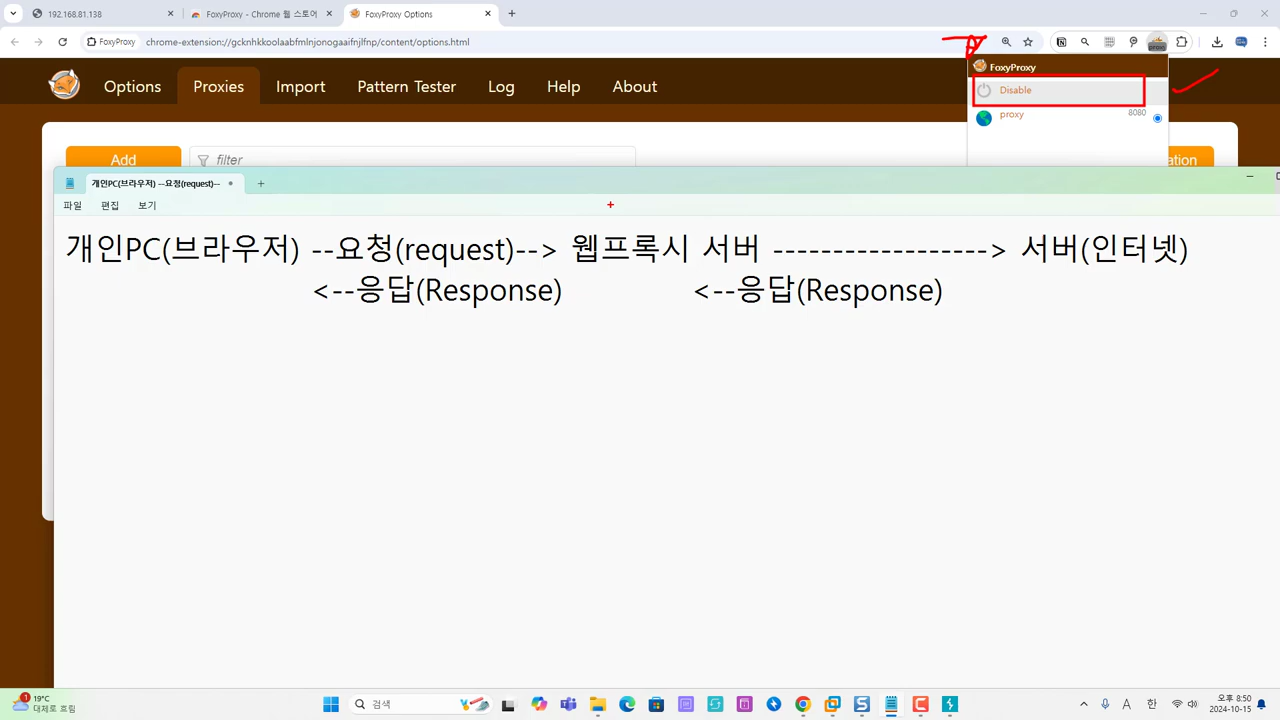 192.168.81.138
FoxyProxy - Chrome 웹 스토어
FoxyProxy Options
FoxyProxy
chrome-extension://gcknhkkoolaabfmlnjonogaaifnjlfnp/content/options.html
Options
Proxies
Import
Pattern Tester
Log
Help
About
FoxyProxy
Disable
proxy
8080
Add
filter
ation
개인PC(브라우저) --요청(request)--
파일
편집
보기
개인PC(브라우저) --요청(request)--> 웹프록시 서버 ------------------> 서버(인터넷)
<--응답(Response) <--응답(Response)
1
19°C
대체로 흐림
검색
A
한
오후 8:50
2024-10-15